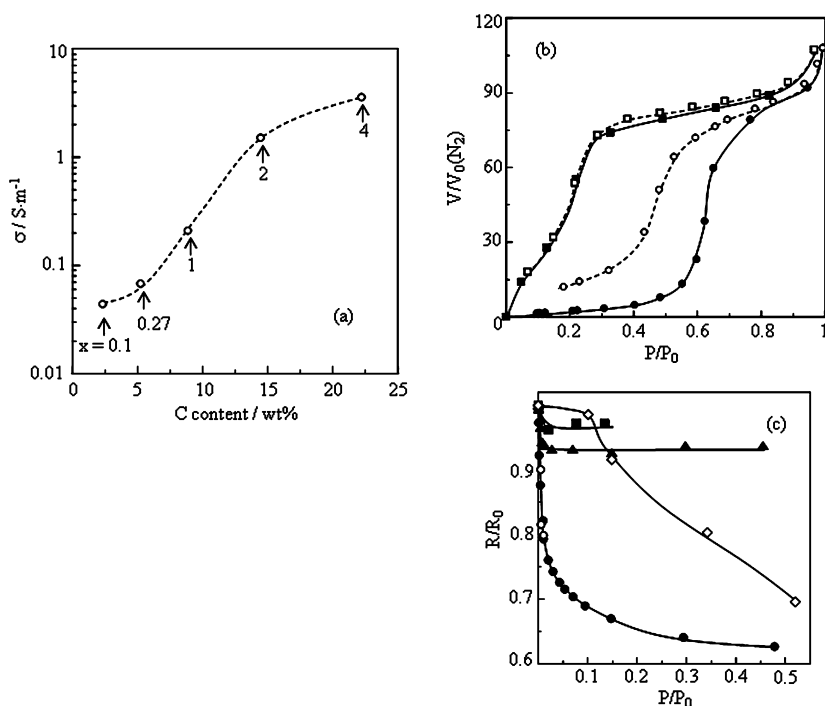 10
1
0.1
0.01
σ / S·m⁻¹
4
2
1
0.27
x = 0.1
(a)
0 5 10 15 20 25
C content / wt%
120
90
60
30
0
V/V₀(N₂)
(b)
0.2 0.4 0.6 0.8 1
P/P₀
(c)
0.9
0.8
0.7
0.6
R/R₀
0.1 0.2 0.3 0.4 0.5
P/P₀